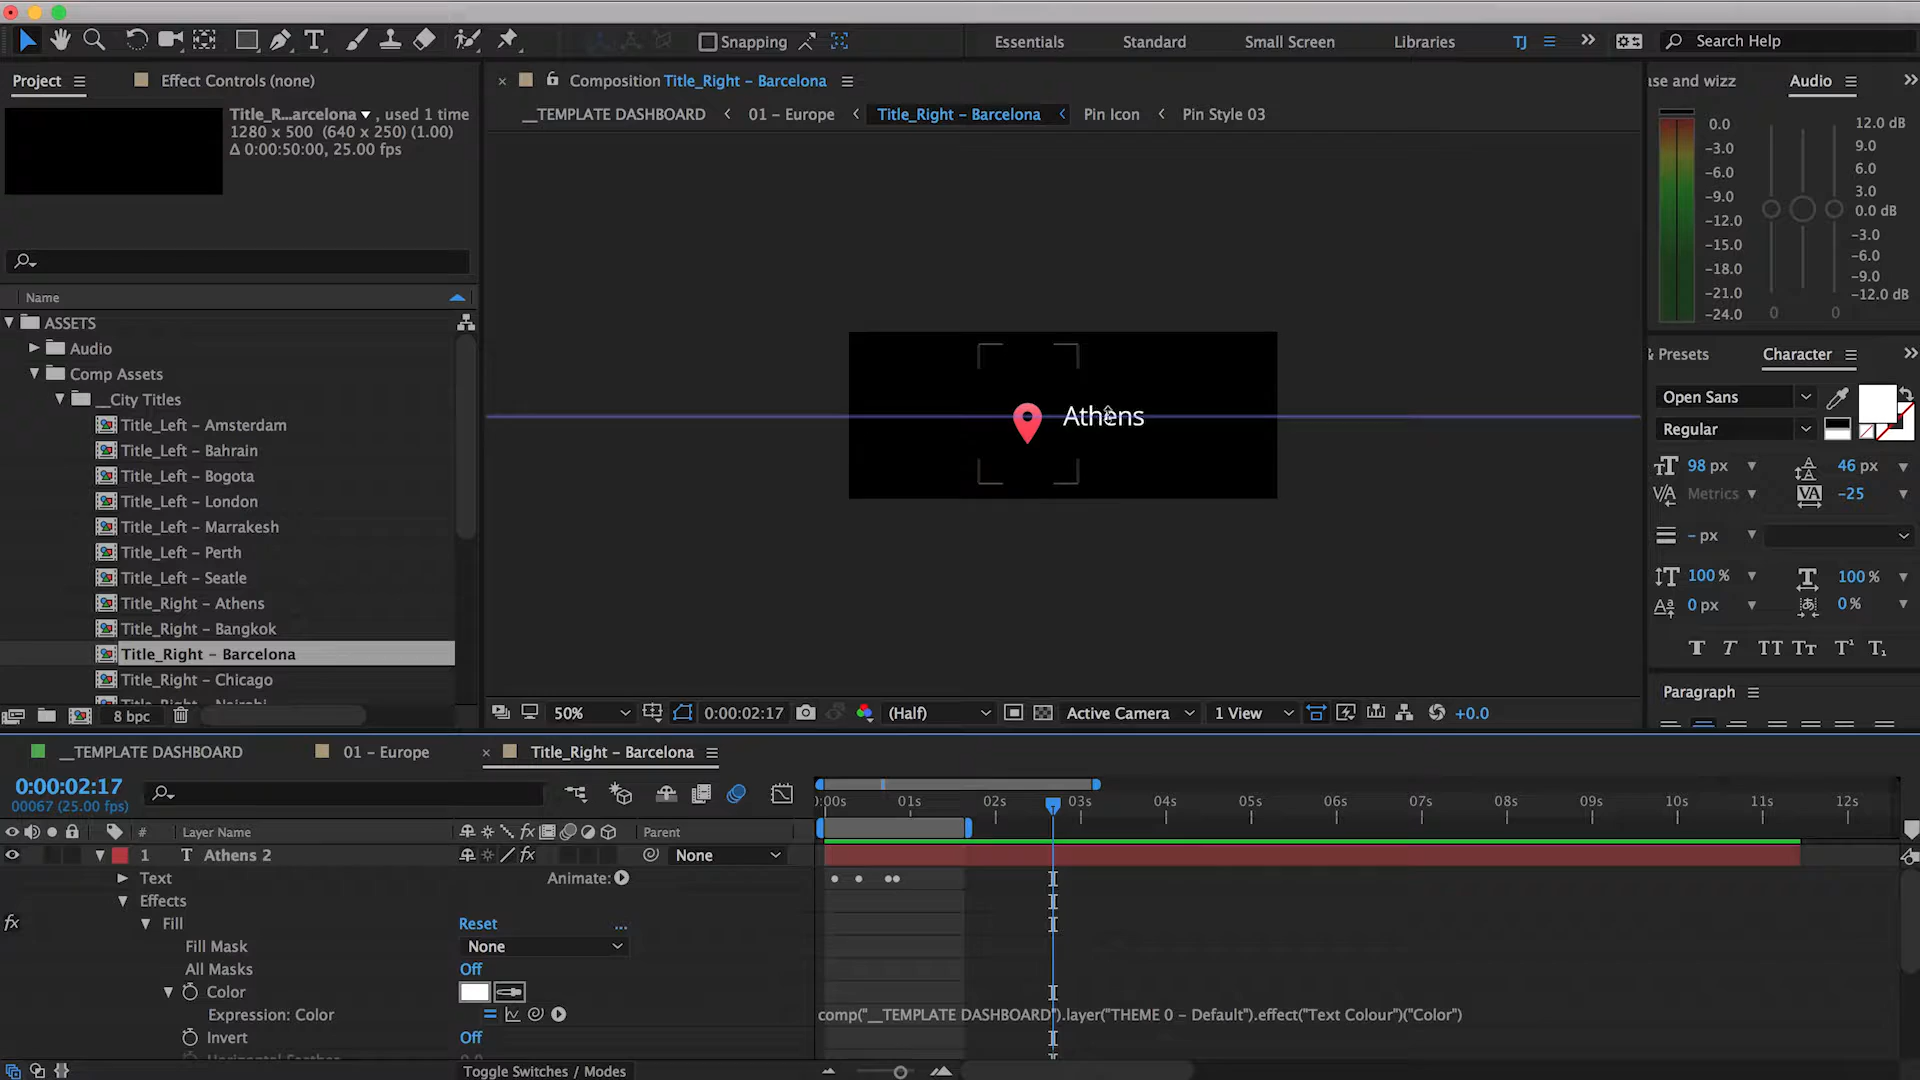 Snapping
Essentials
Standard
Small Screen
Libraries
TJ
Search Help
Project
Effect Controls (none)
Composition Title_Right – Barcelona
ase and wizz
Audio
Title_R...arcelona ▾ , used 1 time
1280 x 500 (640 x 250) (1.00)
Δ 0:00:50:00, 25.00 fps
__TEMPLATE DASHBOARD
01 – Europe
Title_Right – Barcelona
Pin Icon
Pin Style 03
0.0
-3.0
-6.0
-9.0
-12.0
-15.0
-18.0
-21.0
-24.0
12.0 dB
9.0
6.0
3.0
0.0 dB
-3.0
-6.0
-9.0
-12.0 dB
0
0
Name
ASSETS
Audio
Comp Assets
__City Titles
Title_Left – Amsterdam
Title_Left – Bahrain
Title_Left – Bogota
Title_Left – London
Title_Left – Marrakesh
Title_Left – Perth
Title_Left – Seatle
Title_Right – Athens
Title_Right – Bangkok
Title_Right – Barcelona
Title_Right – Chicago
Title_Right – Nairobi
8 bpc
Athens
& Presets
Character
Open Sans
Regular
98 px
46 px
Metrics
-25
– px
100 %
100 %
0 px
0 %
Paragraph
50%
0:00:02:17
(Half)
Active Camera
1 View
+0.0
__TEMPLATE DASHBOARD
01 – Europe
Title_Right – Barcelona
0:00:02:17
00067 (25.00 fps)
:00s
01s
02s
03s
04s
05s
06s
07s
08s
09s
10s
11s
12s
#
Layer Name
Parent
1
Athens 2
None
Text
Animate:
Effects
Fill
Reset
...
Fill Mask
None
All Masks
Off
Color
Expression: Color
comp("__TEMPLATE DASHBOARD").layer("THEME 0 – Default").effect("Text Colour")("Color")
Invert
Off
Toggle Switches / Modes